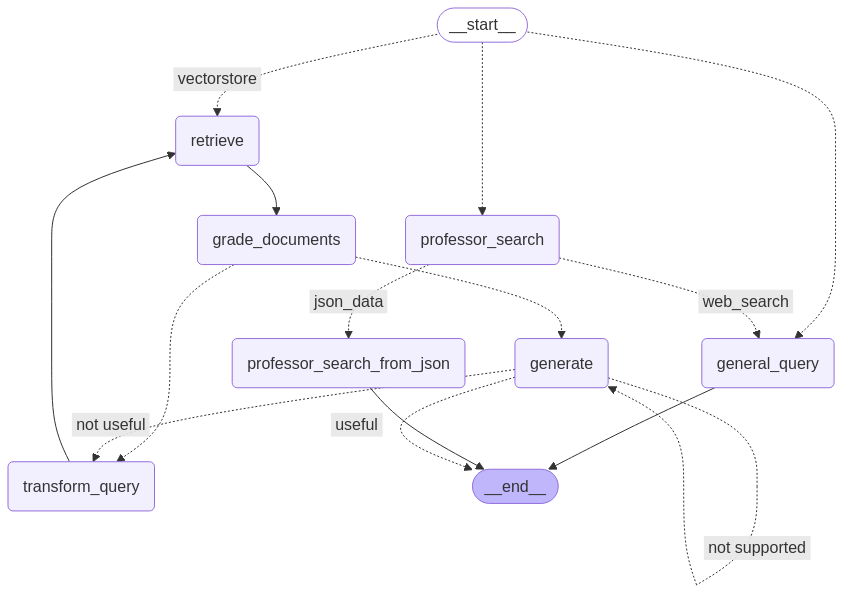 __start__
vectorstore
retrieve
grade_documents
professor_search
json_data
web_search
professor_search_from_json
generate
general_query
not useful
useful
transform_query
__end__
not supported